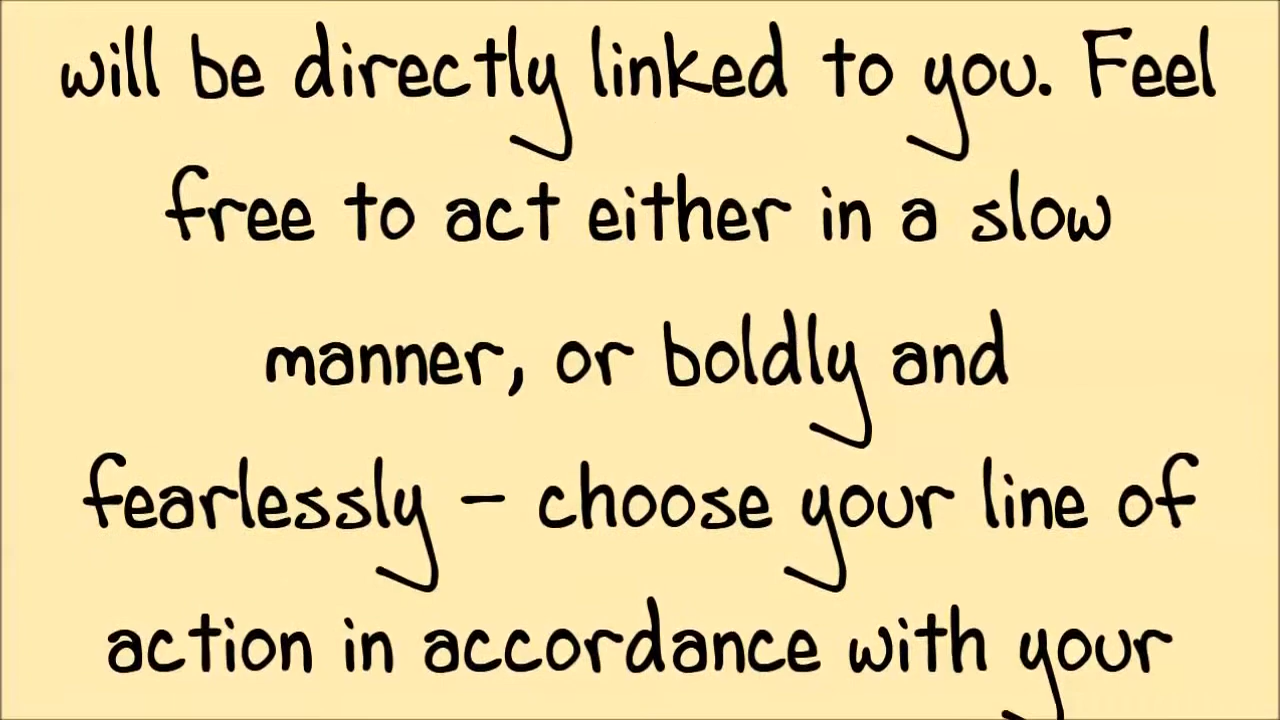 will be directly linked to you. Feel
free to act either in a slow
manner, or boldly and
fearlessly – choose your line of
action in accordance with your